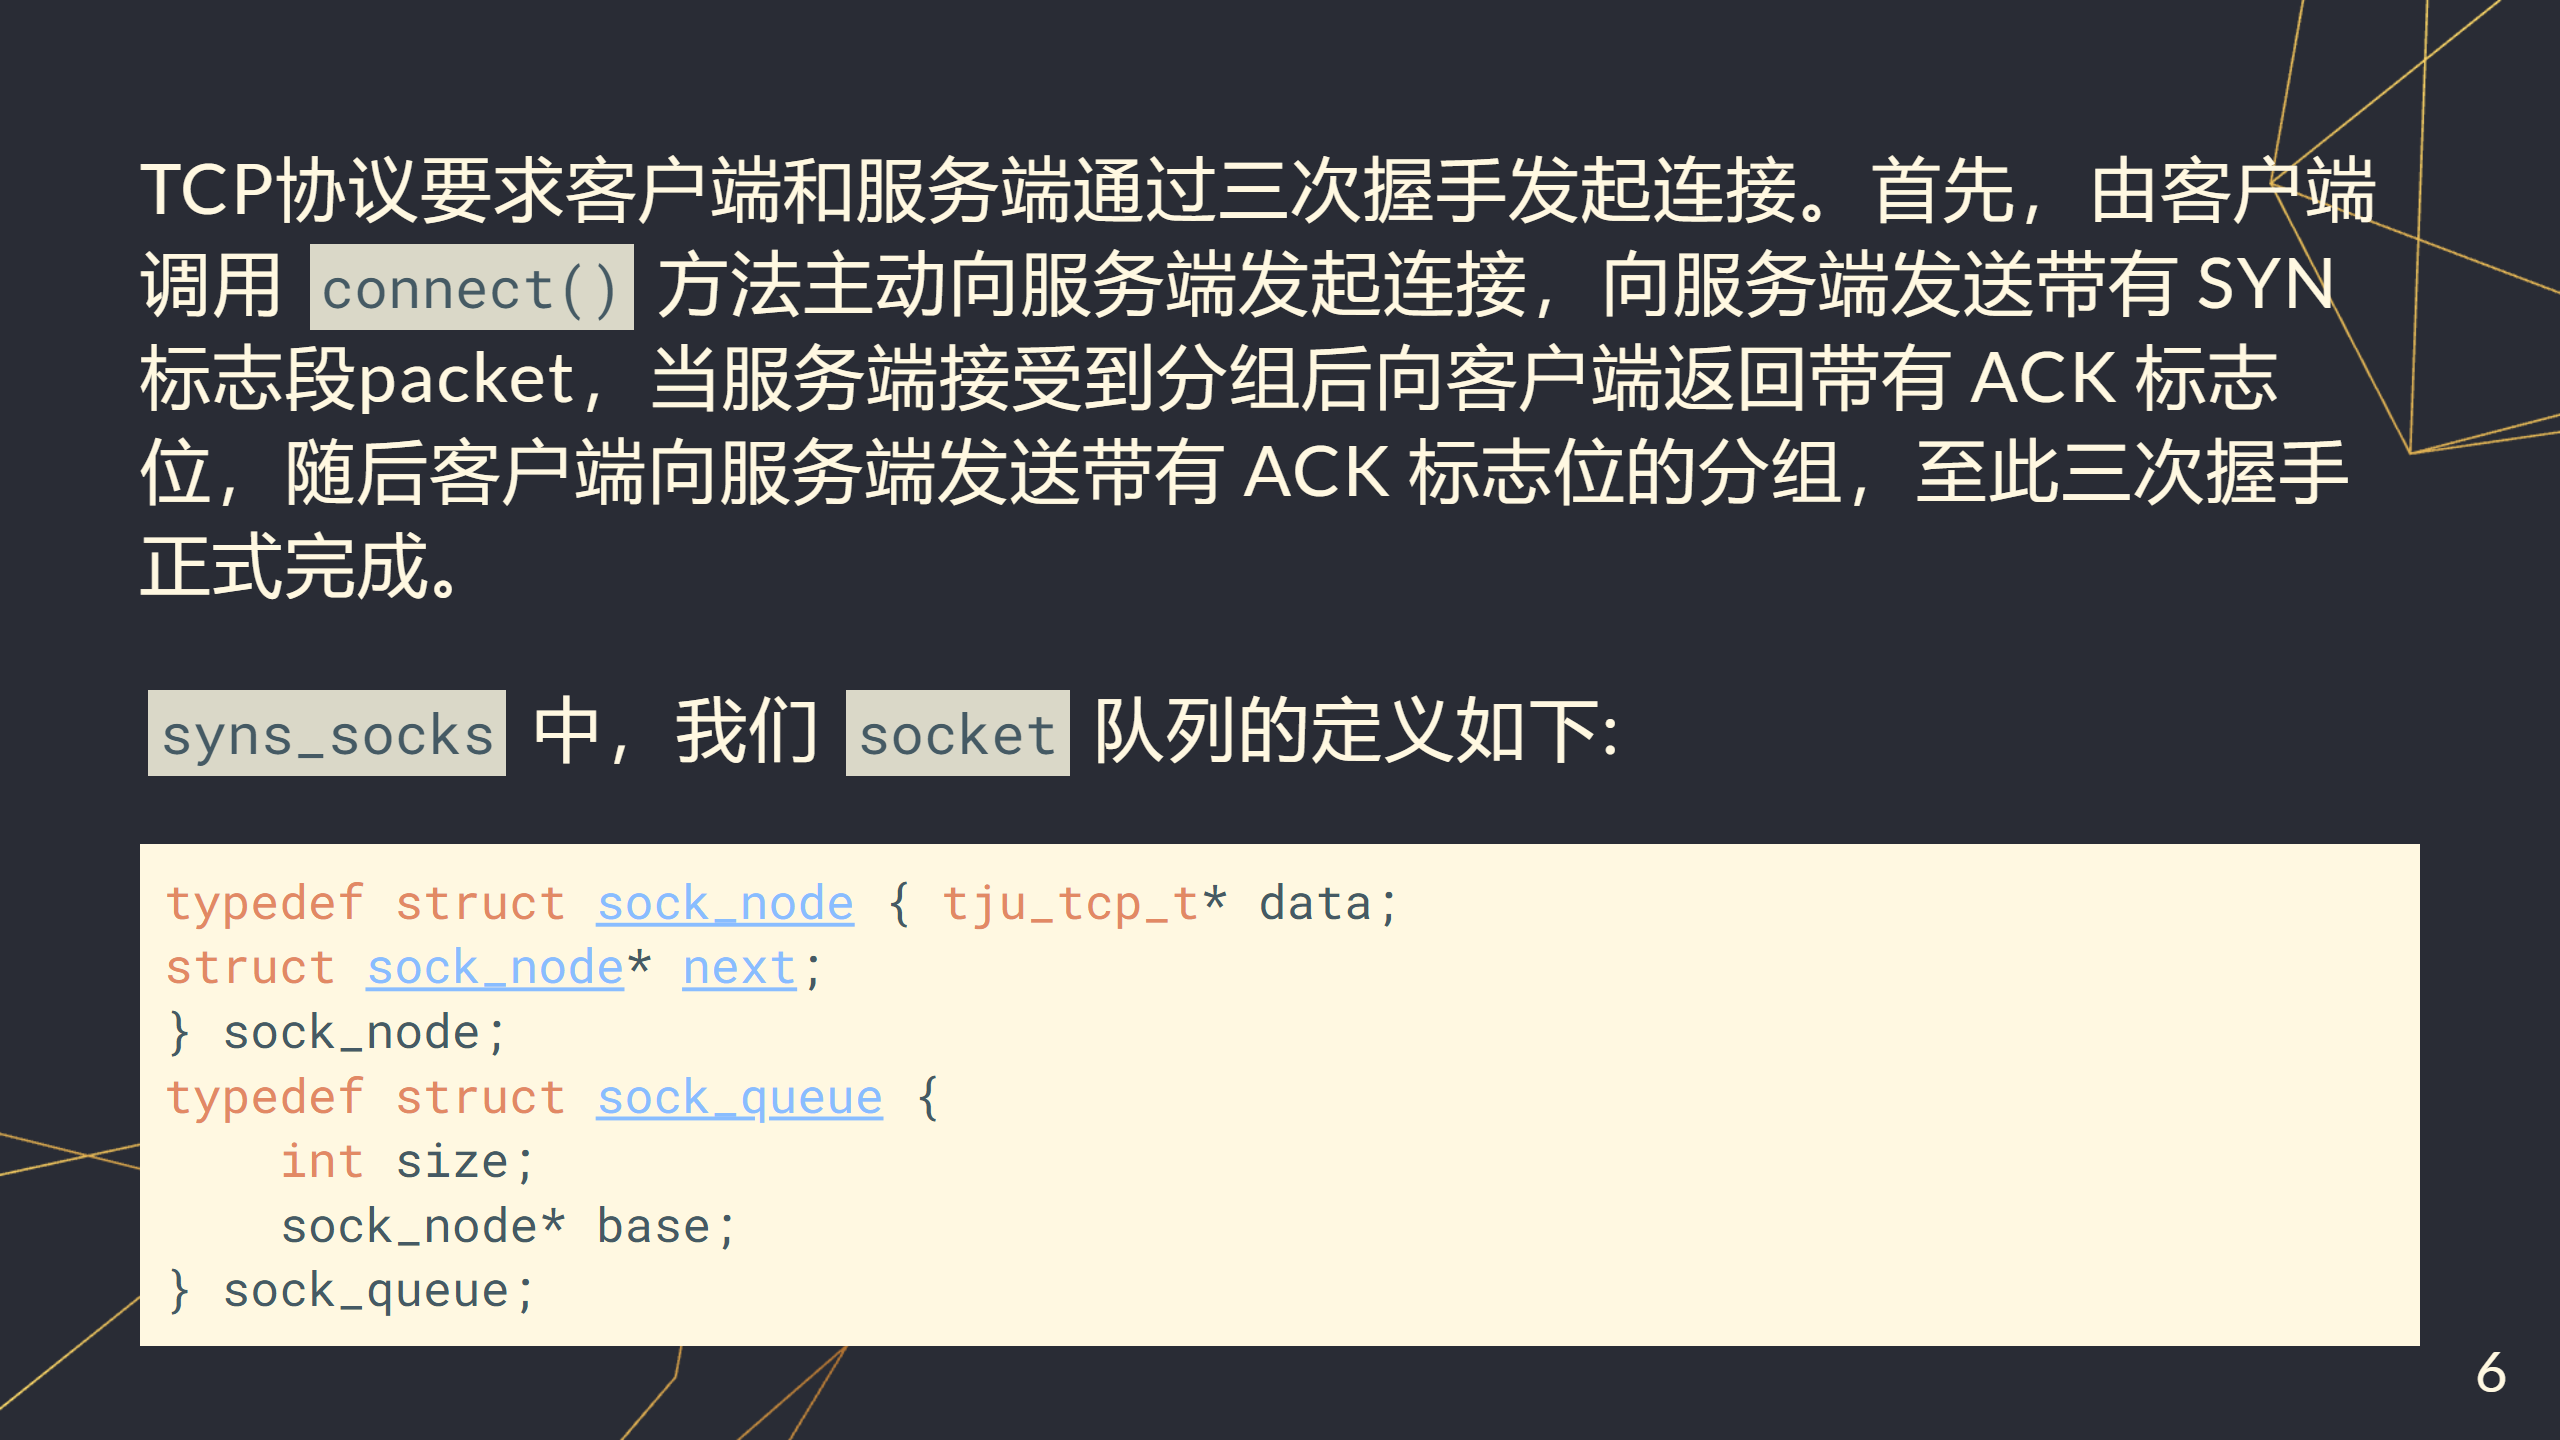 TCP协议要求客户端和服务端通过三次握手发起连接。首先，由客户端
调用 connect() 方法主动向服务端发起连接，向服务端发送带有 SYN
标志段packet，当服务端接受到分组后向客户端返回带有 ACK 标志
位，随后客户端向服务端发送带有 ACK 标志位的分组，至此三次握手
正式完成。
syns_socks 中，我们 socket 队列的定义如下:
typedef struct sock_node { tju_tcp_t* data;
struct sock_node* next;
} sock_node;
typedef struct sock_queue {
    int size;
    sock_node* base;
} sock_queue;
6